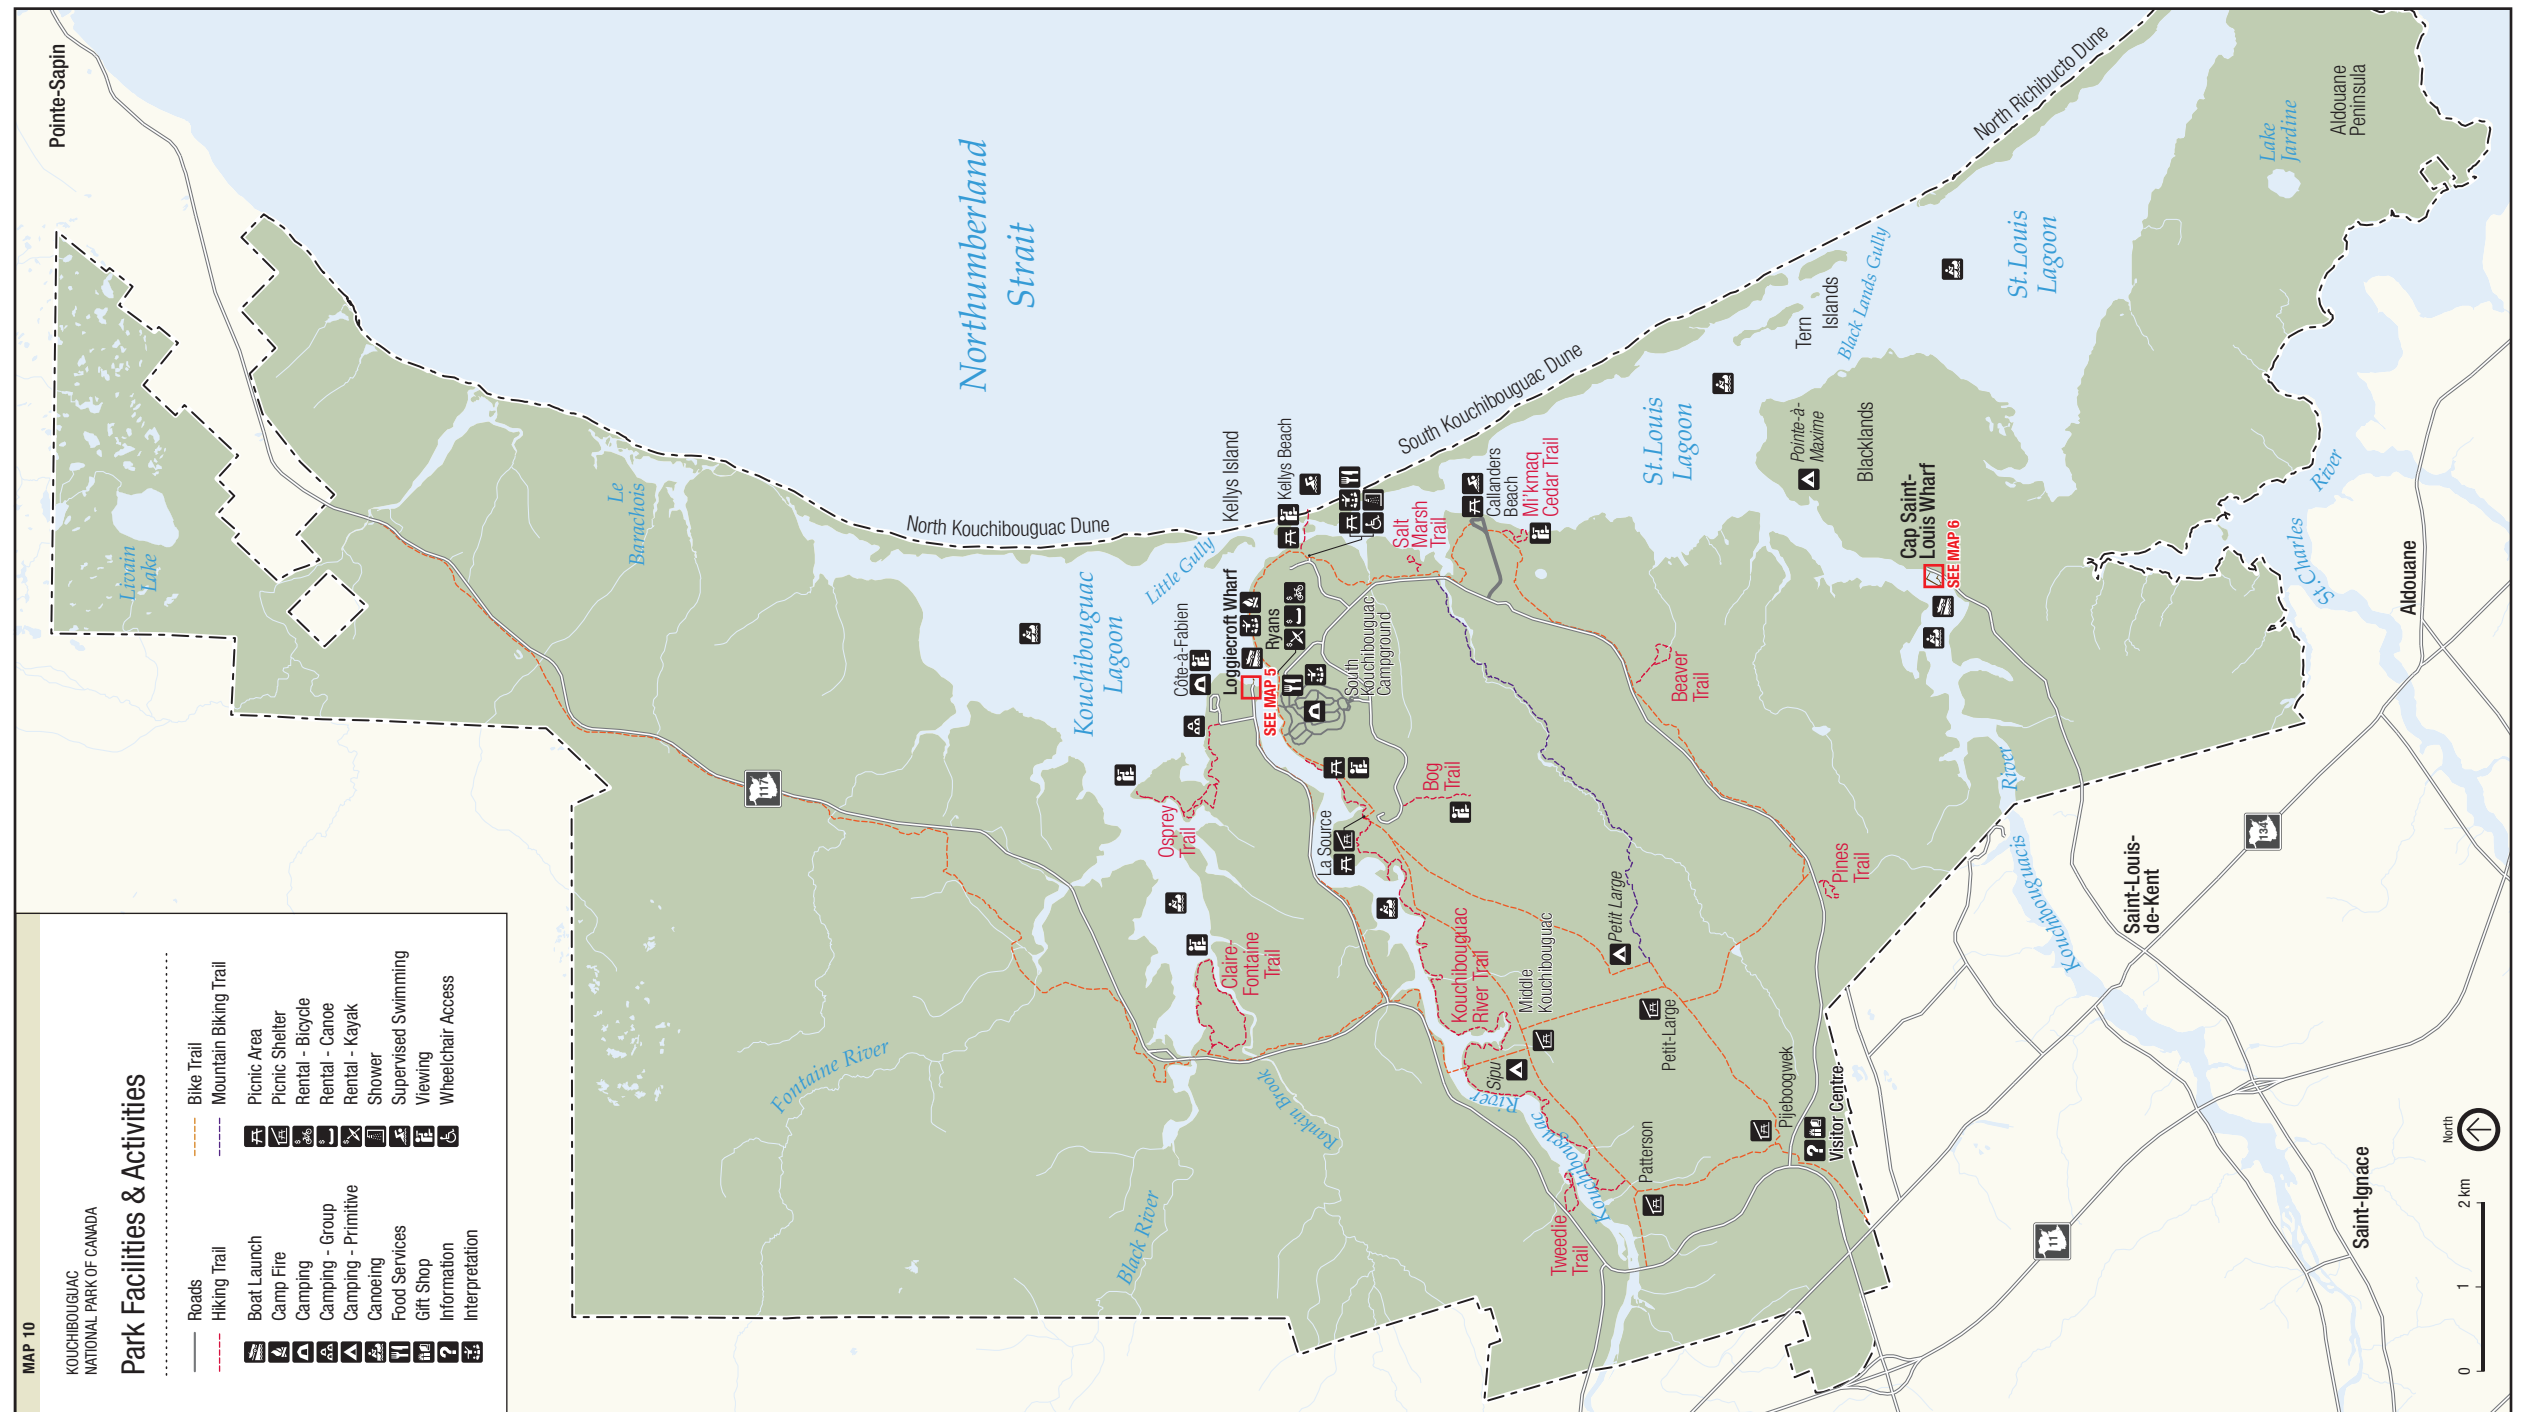 MAP 10
KOUCHIBOUGUAC
NATIONAL PARK OF CANADA
Park Facilities & Activities
Roads
Hiking Trail
Bike Trail
Mountain Biking Trail
Boat Launch
Camp Fire
Camping
Camping - Group
Camping - Primitive
Canoeing
Food Services
Gift Shop
Information
Interpretation
Picnic Area
Picnic Shelter
Rental - Bicycle
Rental - Canoe
Rental - Kayak
Shower
Supervised Swimming
Viewing
Wheelchair Access
Pointe-Sapin
Livain
Lake
Le
Barachois
Northumberland
Strait
North Kouchibouguac Dune
Kouchibouguac
Lagoon
Little Gully
Kellys Island
Kellys Beach
South Kouchibouguac Dune
Côte-à-Fabien
Loggiecroft Wharf
SEE MAP 5
Ryans
South
Kouchibouguac
Campground
Salt
Marsh
Trail
Callanders
Beach
Mi'kmaq
Cedar Trail
St.Louis
Lagoon
Tern
Islands
Black Lands Gully
St.Louis
Lagoon
North Richibucto Dune
Lake
Jardine
Aldouane
Peninsula
Pointe-à-
Maxime
Blacklands
Cap Saint-
Louis Wharf
SEE MAP 6
117
Osprey
Trail
La Source
Bog
Trail
Beaver
Trail
Pines
Trail
Claire-
Fontaine
Trail
Kouchibouguac
River Trail
Middle
Kouchibouguac
Petit Large
Petit-Large
Sipu
Kouchibouguac River
Patterson
Tweedie
Trail
Pijeboogwek
Visitor Centre
Fontaine River
Black River
Rankin Brook
Kouchibouguacis River
St.Charles River
Aldouane
Saint-Louis-
de-Kent
Saint-Ignace
134
11
North
0 1 2 km